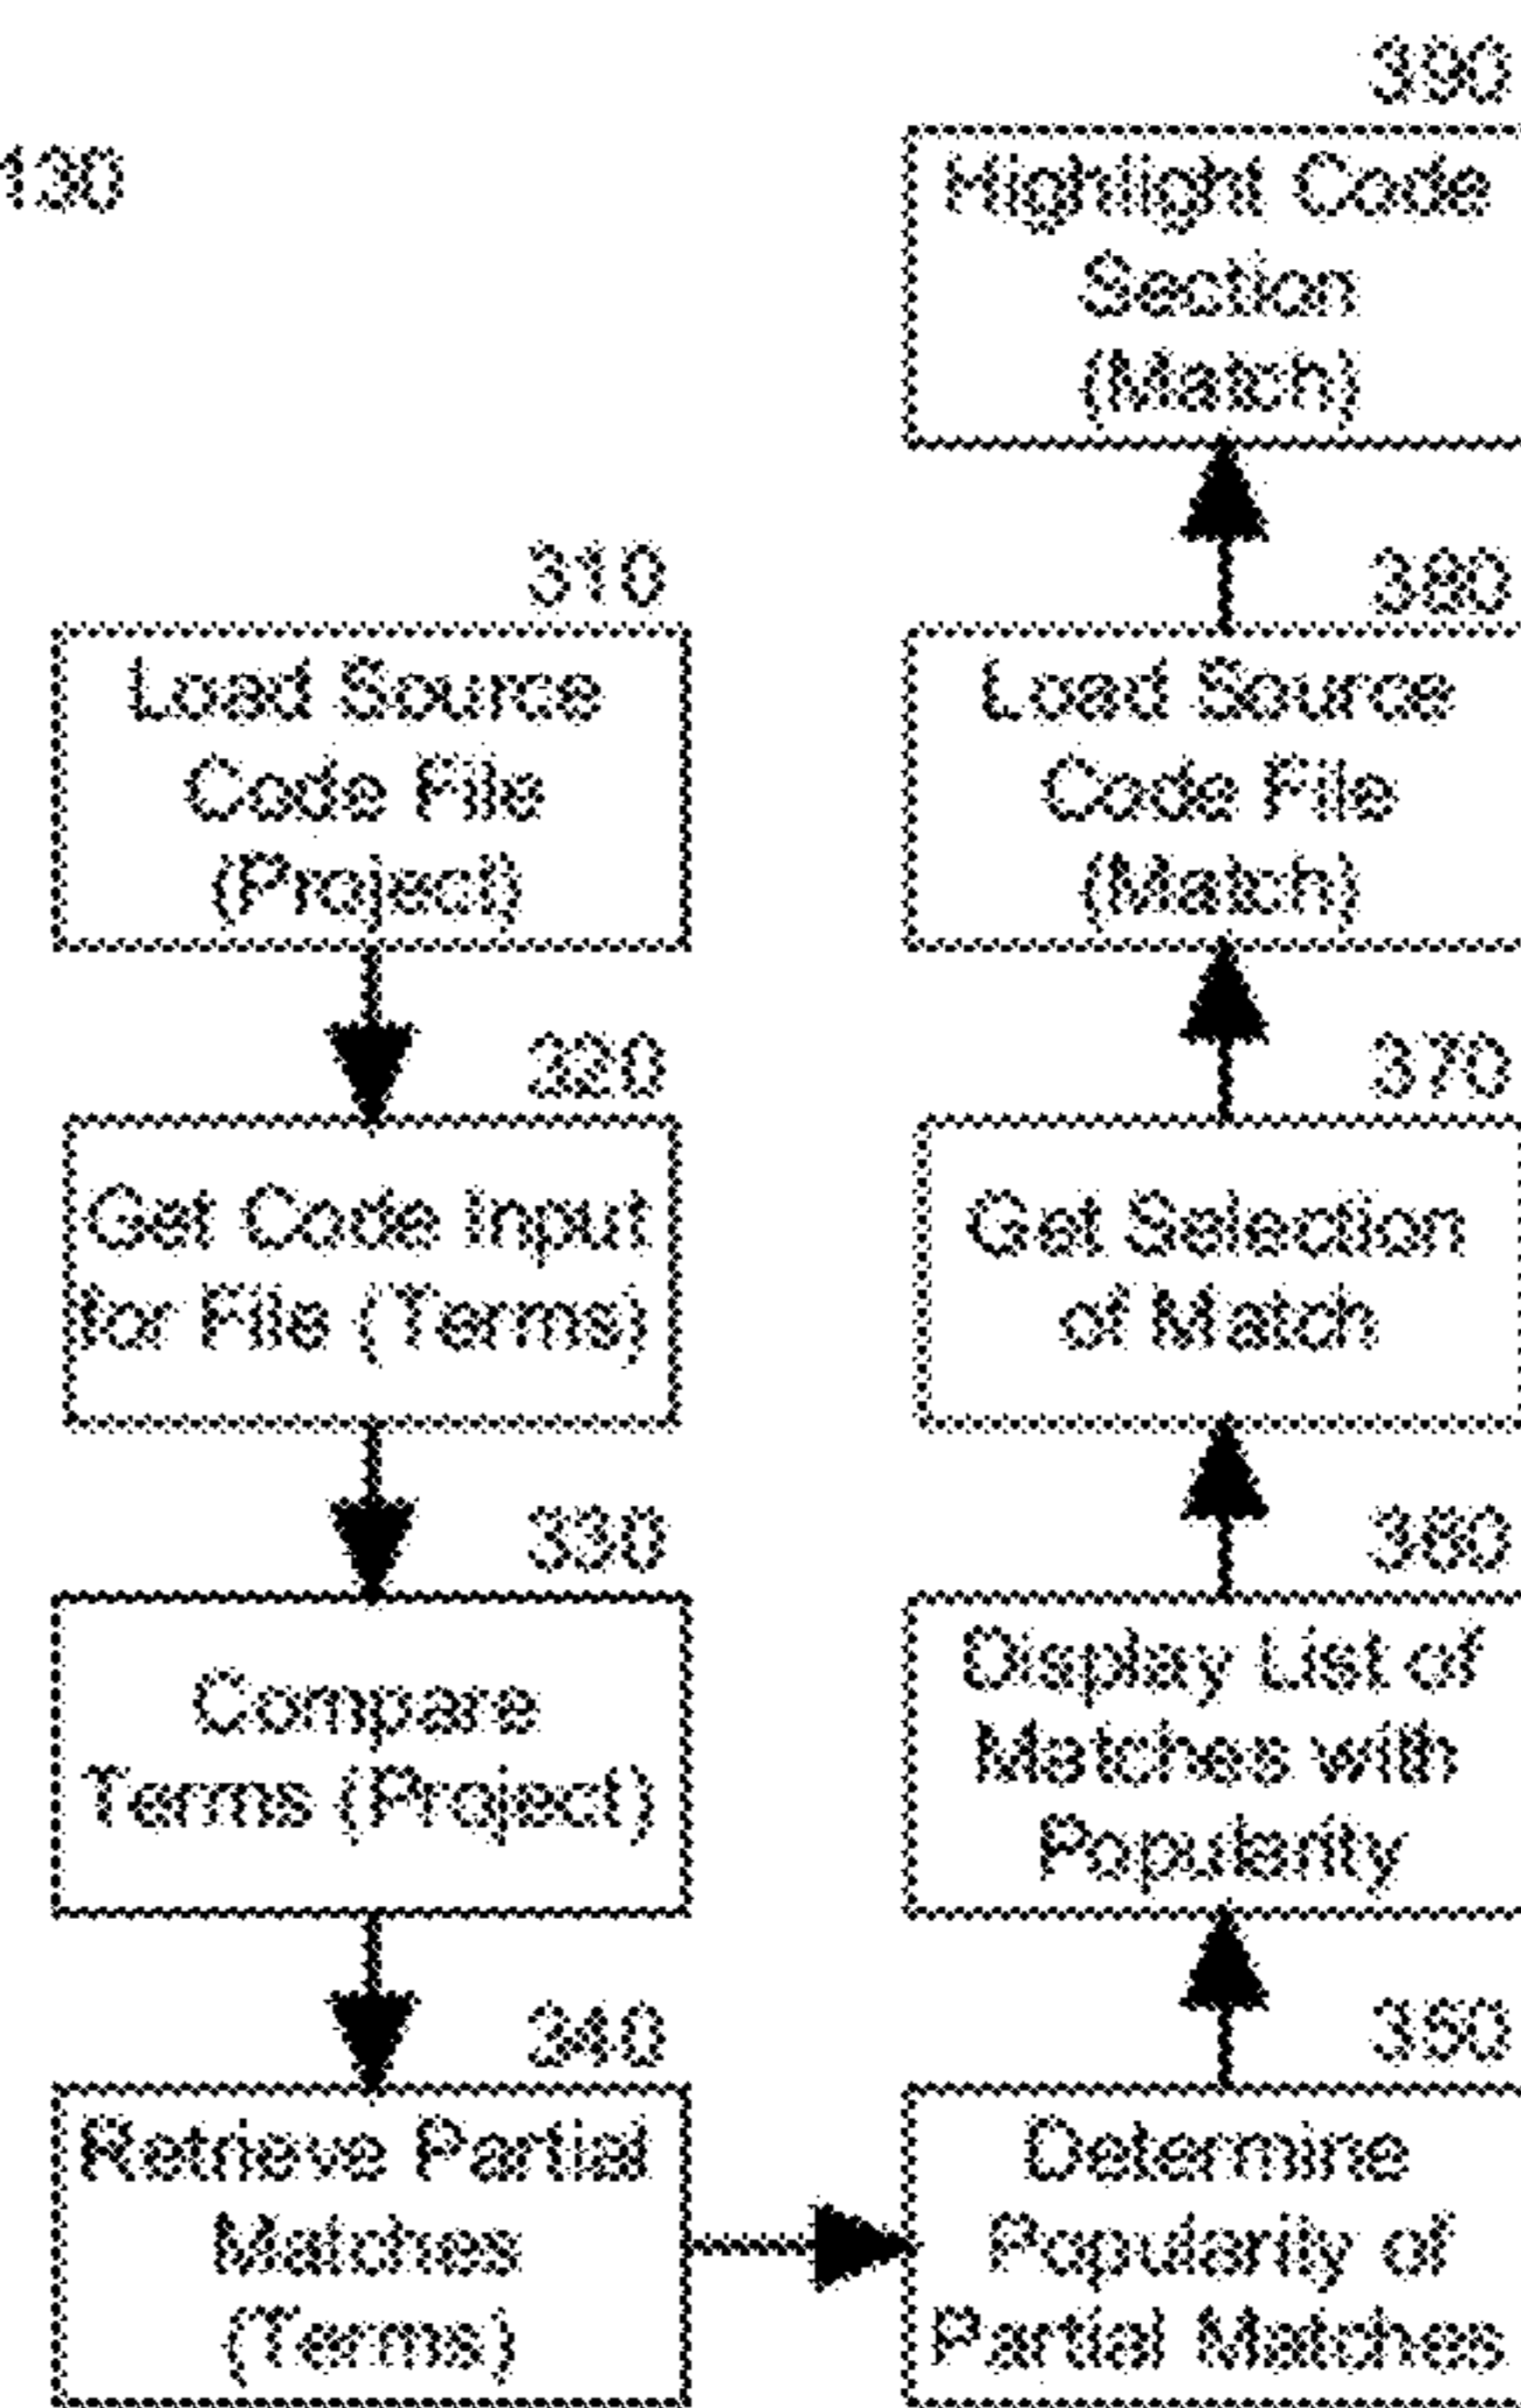 130
310
Load Source
Code File
(Project)
320
Get Code Input
for File (Terms)
330
Compare
Terms (Project)
340
Retrieve Partial
Matches
(Terms)
350
Determine
Popularity of
Partial Matches
360
Display List of
Matches with
Popularity
370
Get Selection
of Match
380
Load Source
Code File
(Match)
390
Highlight Code
Section
(Match)